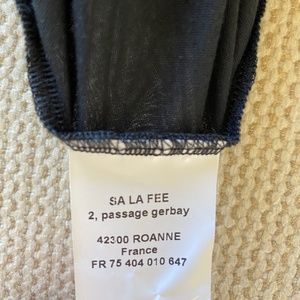 SA LA FEE
2, passage gerbay
42300 ROANNE
France
FR 75 404 010 647